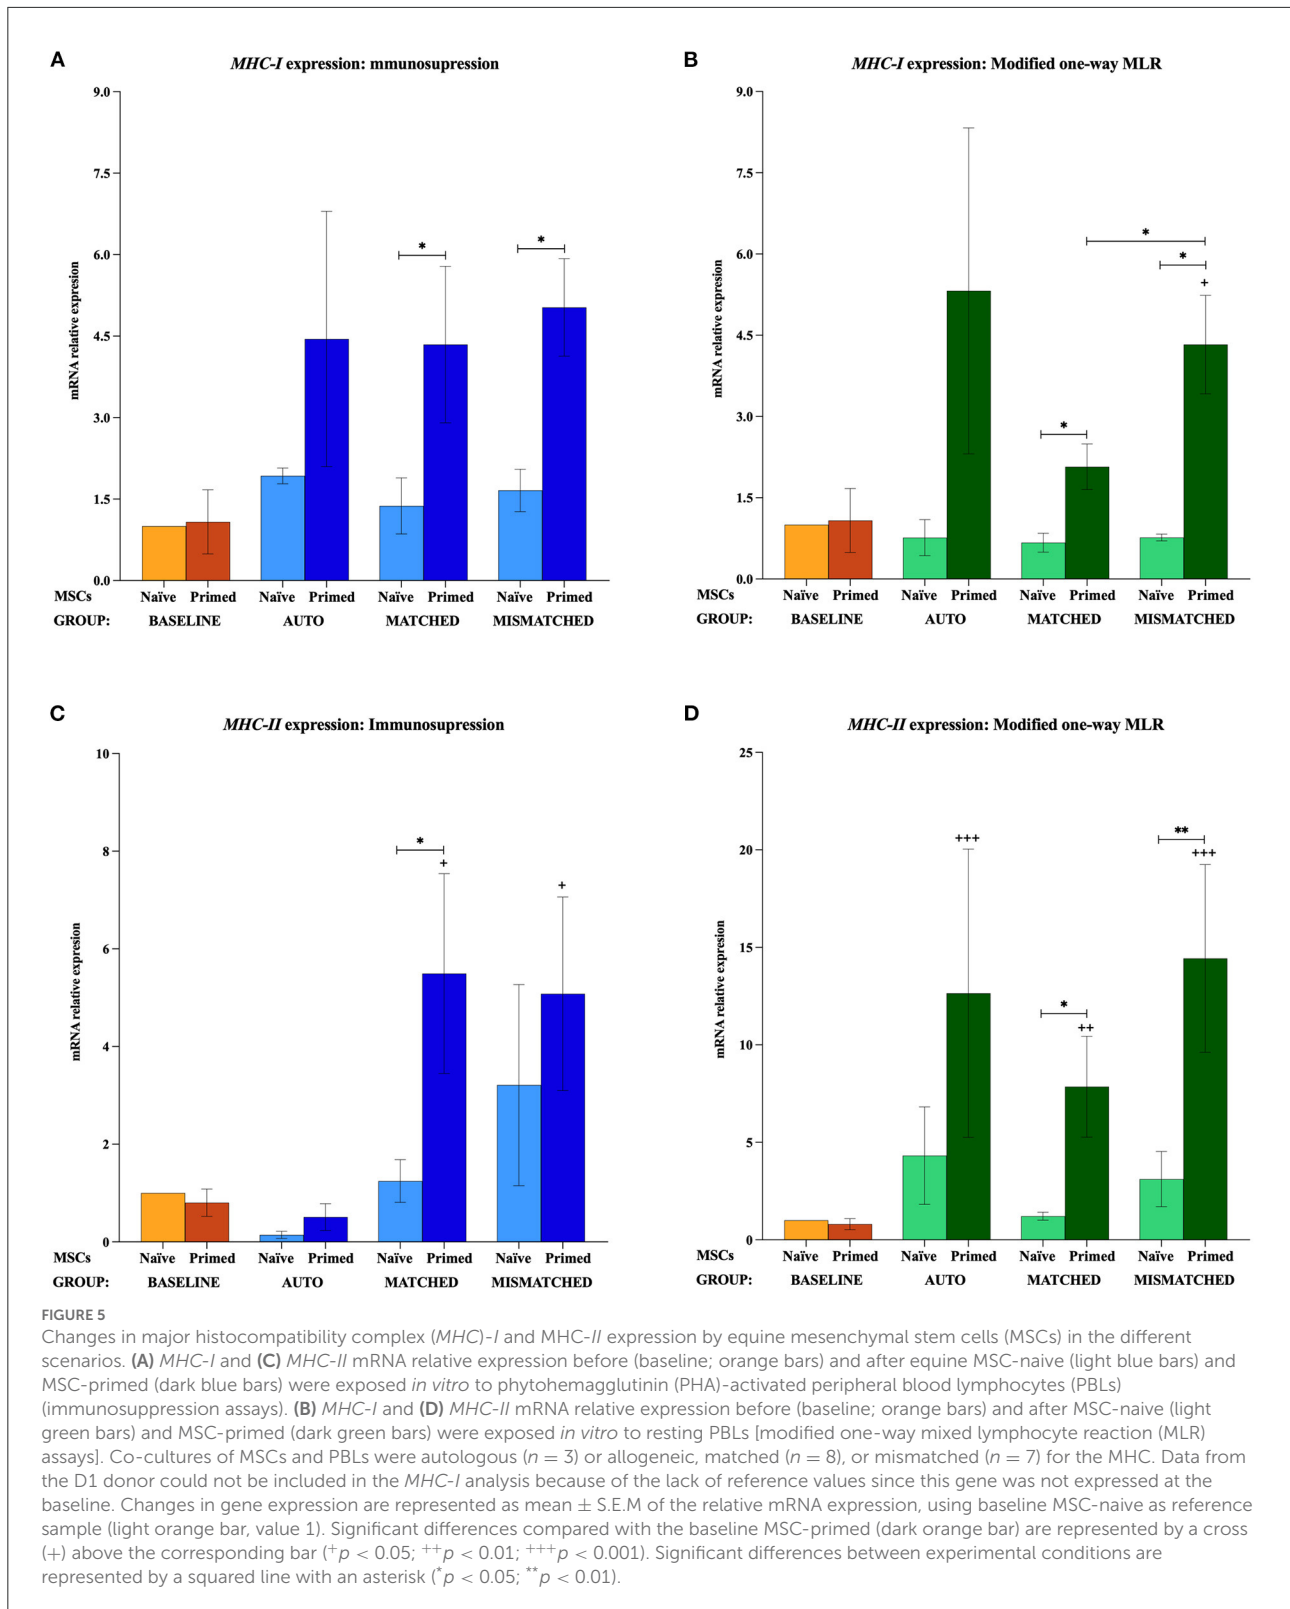 A
MHC-I expression: mmunosupression
9.0
7.5
6.0
4.5
3.0
1.5
0.0
mRNA relative expresion
* *
MSCs Naïve Primed Naïve Primed Naïve Primed Naïve Primed
GROUP: BASELINE AUTO MATCHED MISMATCHED
B
MHC-I expression: Modified one-way MLR
9.0
7.5
6.0
4.5
3.0
1.5
0.0
mRNA relative expresion
*
*
+
*
MSCs Naïve Primed Naïve Primed Naïve Primed Naïve Primed
GROUP: BASELINE AUTO MATCHED MISMATCHED
C
MHC-II expression: Immunosupression
10
8
6
4
2
0
mRNA relative expresion
*
+
+
MSCs Naïve Primed Naïve Primed Naïve Primed Naïve Primed
GROUP: BASELINE AUTO MATCHED MISMATCHED
D
MHC-II expression: Modified one-way MLR
25
20
15
10
5
0
mRNA relative expresion
+++
*
++
**
+++
MSCs Naïve Primed Naïve Primed Naïve Primed Naïve Primed
GROUP: BASELINE AUTO MATCHED MISMATCHED
FIGURE 5
Changes in major histocompatibility complex (MHC)-I and MHC-II expression by equine mesenchymal stem cells (MSCs) in the different
scenarios. (A) MHC-I and (C) MHC-II mRNA relative expression before (baseline; orange bars) and after equine MSC-naive (light blue bars) and
MSC-primed (dark blue bars) were exposed in vitro to phytohemagglutinin (PHA)-activated peripheral blood lymphocytes (PBLs)
(immunosuppression assays). (B) MHC-I and (D) MHC-II mRNA relative expression before (baseline; orange bars) and after MSC-naive (light
green bars) and MSC-primed (dark green bars) were exposed in vitro to resting PBLs [modified one-way mixed lymphocyte reaction (MLR)
assays]. Co-cultures of MSCs and PBLs were autologous (n = 3) or allogeneic, matched (n = 8), or mismatched (n = 7) for the MHC. Data from
the D1 donor could not be included in the MHC-I analysis because of the lack of reference values since this gene was not expressed at the
baseline. Changes in gene expression are represented as mean ± S.E.M of the relative mRNA expression, using baseline MSC-naive as reference
sample (light orange bar, value 1). Significant differences compared with the baseline MSC-primed (dark orange bar) are represented by a cross
(+) above the corresponding bar (+p < 0.05; ++p < 0.01; +++p < 0.001). Significant differences between experimental conditions are
represented by a squared line with an asterisk (*p < 0.05; **p < 0.01).